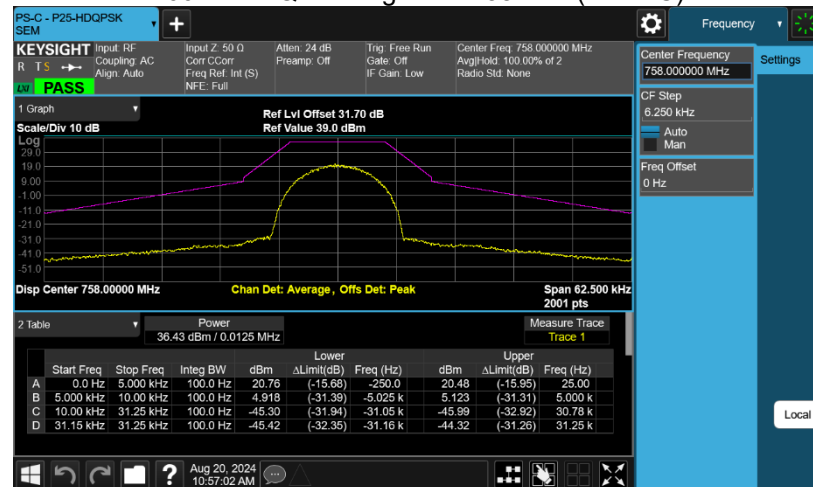 PS-C - P25-HDQPSK
SEM
Frequency
KEYSIGHT
R T S
LXI PASS
Input: RF
Coupling: AC
Align: Auto
Input Z: 50 Ω
Corr CCorr
Freq Ref: Int (S)
NFE: Full
Atten: 24 dB
Preamp: Off
Trig: Free Run
Gate: Off
IF Gain: Low
Center Freq: 758.000000 MHz
Avg|Hold: 100.00% of 2
Radio Std: None
Center Frequency
758.000000 MHz
Settings
CF Step
6.250 kHz
Auto
Man
Freq Offset
0 Hz
Local
1 Graph
Scale/Div 10 dB
Ref Lvl Offset 31.70 dB
Ref Value 39.0 dBm
Log
29.0
19.0
9.00
-1.00
-11.0
-21.0
-31.0
-41.0
-51.0
Disp Center 758.00000 MHz
Chan Det: Average, Offs Det: Peak
Span 62.500 kHz
2001 pts
2 Table
Power
36.43 dBm / 0.0125 MHz
Measure Trace
Trace 1
Lower Upper
Start Freq Stop Freq Integ BW dBm ΔLimit(dB) Freq (Hz) dBm ΔLimit(dB) Freq (Hz)
A 0.0 Hz 5.000 kHz 100.0 Hz 20.76 (-15.68) -250.0 20.48 (-15.95) 25.00
B 5.000 kHz 10.00 kHz 100.0 Hz 4.918 (-31.39) -5.025 k 5.123 (-31.31) 5.000 k
C 10.00 kHz 31.25 kHz 100.0 Hz -45.30 (-31.94) -31.05 k -45.99 (-32.92) 30.78 k
D 31.15 kHz 31.25 kHz 100.0 Hz -45.42 (-32.35) -31.16 k -44.32 (-31.26) 31.25 k
Aug 20, 2024
10:57:02 AM